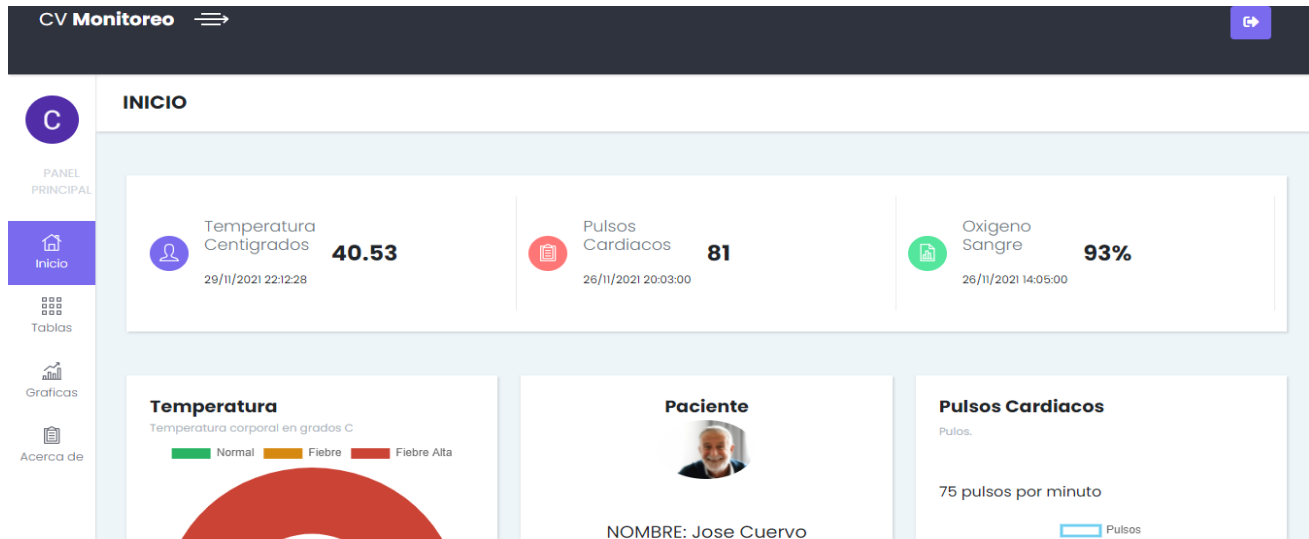 CV Monitoreo
C
INICIO
PANEL
PRINCIPAL
Inicio
Tablas
Graficas
Acerca de
Temperatura
Centigrados
40.53
29/11/2021 22:12:28
Pulsos
Cardiacos
81
26/11/2021 20:03:00
Oxigeno
Sangre
93%
26/11/2021 14:05:00
Temperatura
Temperatura corporal en grados C
Normal Fiebre Fiebre Alta
Paciente
NOMBRE: Jose Cuervo
Pulsos Cardiacos
Pulos.
75 pulsos por minuto
Pulsos